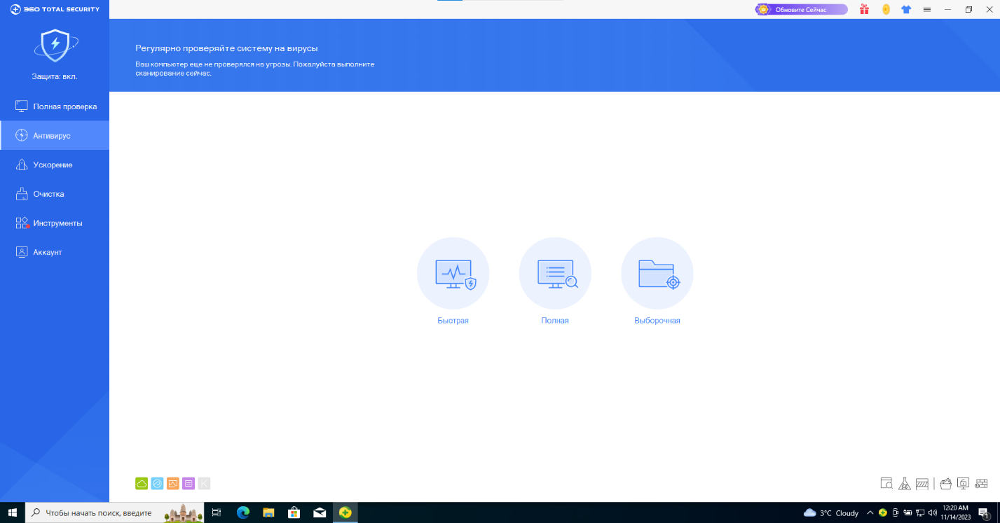 360 TOTAL SECURITY
Обновите Сейчас
Защита: вкл.
Полная проверка
Антивирус
Ускорение
Очистка
Инструменты
Аккаунт
Регулярно проверяйте систему на вирусы
Ваш компьютер еще не проверялся на угрозы. Пожалуйста выполните
сканирование сейчас.
Быстрая
Полная
Выборочная
K
Чтобы начать поиск, введите
3°C Cloudy
12:20 AM
11/14/2023
1